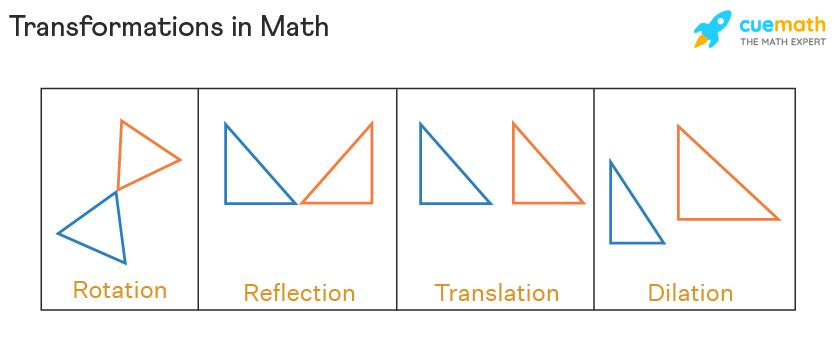 Transformations in Math
cuemath
THE MATH EXPERT
Rotation
Reflection
Translation
Dilation